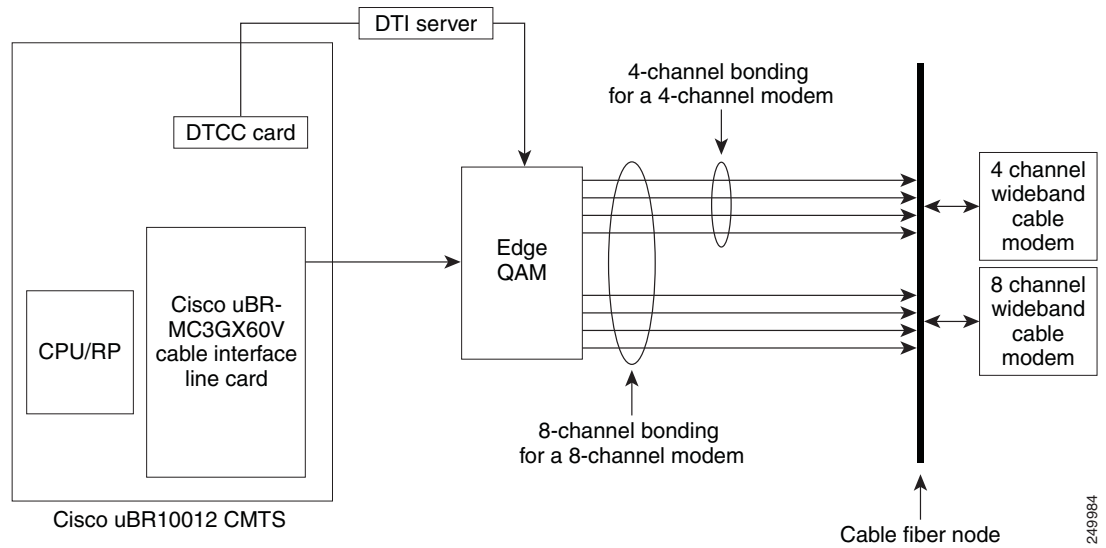 DTI server
4-channel bonding
for a 4-channel modem
DTCC card
4 channel
wideband
cable
modem
Edge
QAM
Cisco uBR-
MC3GX60V
cable interface
line card
CPU/RP
8 channel
wideband
cable
modem
8-channel bonding
for a 8-channel modem
Cisco uBR10012 CMTS
Cable fiber node
249984